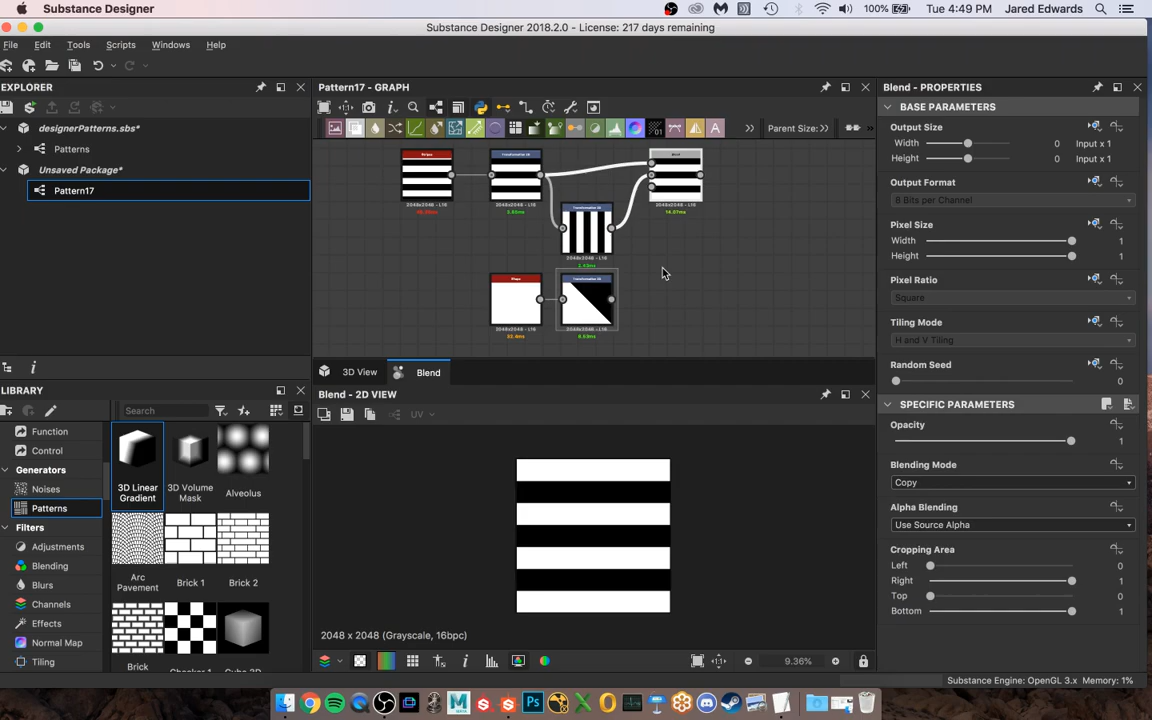 Substance Designer
100%
Tue 4:49 PM
Jared Edwards
Substance Designer 2018.2.0 - License: 217 days remaining
File
Edit
Tools
Scripts
Windows
Help
EXPLORER
designerPatterns.sbs*
Patterns
Unsaved Package*
Pattern17
Pattern17 - GRAPH
Parent Size:
3D View
Blend
Blend - 2D VIEW
UV
2048 x 2048 (Grayscale, 16bpc)
9.36%
LIBRARY
Search
Function
Control
Generators
Noises
Patterns
Filters
Adjustments
Blending
Blurs
Channels
Effects
Normal Map
Tiling
3D Linear
Gradient
3D Volume
Mask
Alveolus
Arc
Pavement
Brick 1
Brick 2
Brick
Blend - PROPERTIES
BASE PARAMETERS
Output Size
Width
0
Input x 1
Height
0
Input x 1
Output Format
8 Bits per Channel
Pixel Size
Width
1
Height
1
Pixel Ratio
Square
Tiling Mode
H and V Tiling
Random Seed
0
SPECIFIC PARAMETERS
Opacity
1
Blending Mode
Copy
Alpha Blending
Use Source Alpha
Cropping Area
Left
0
Right
1
Top
0
Bottom
1
Substance Engine: OpenGL 3.x Memory: 1%